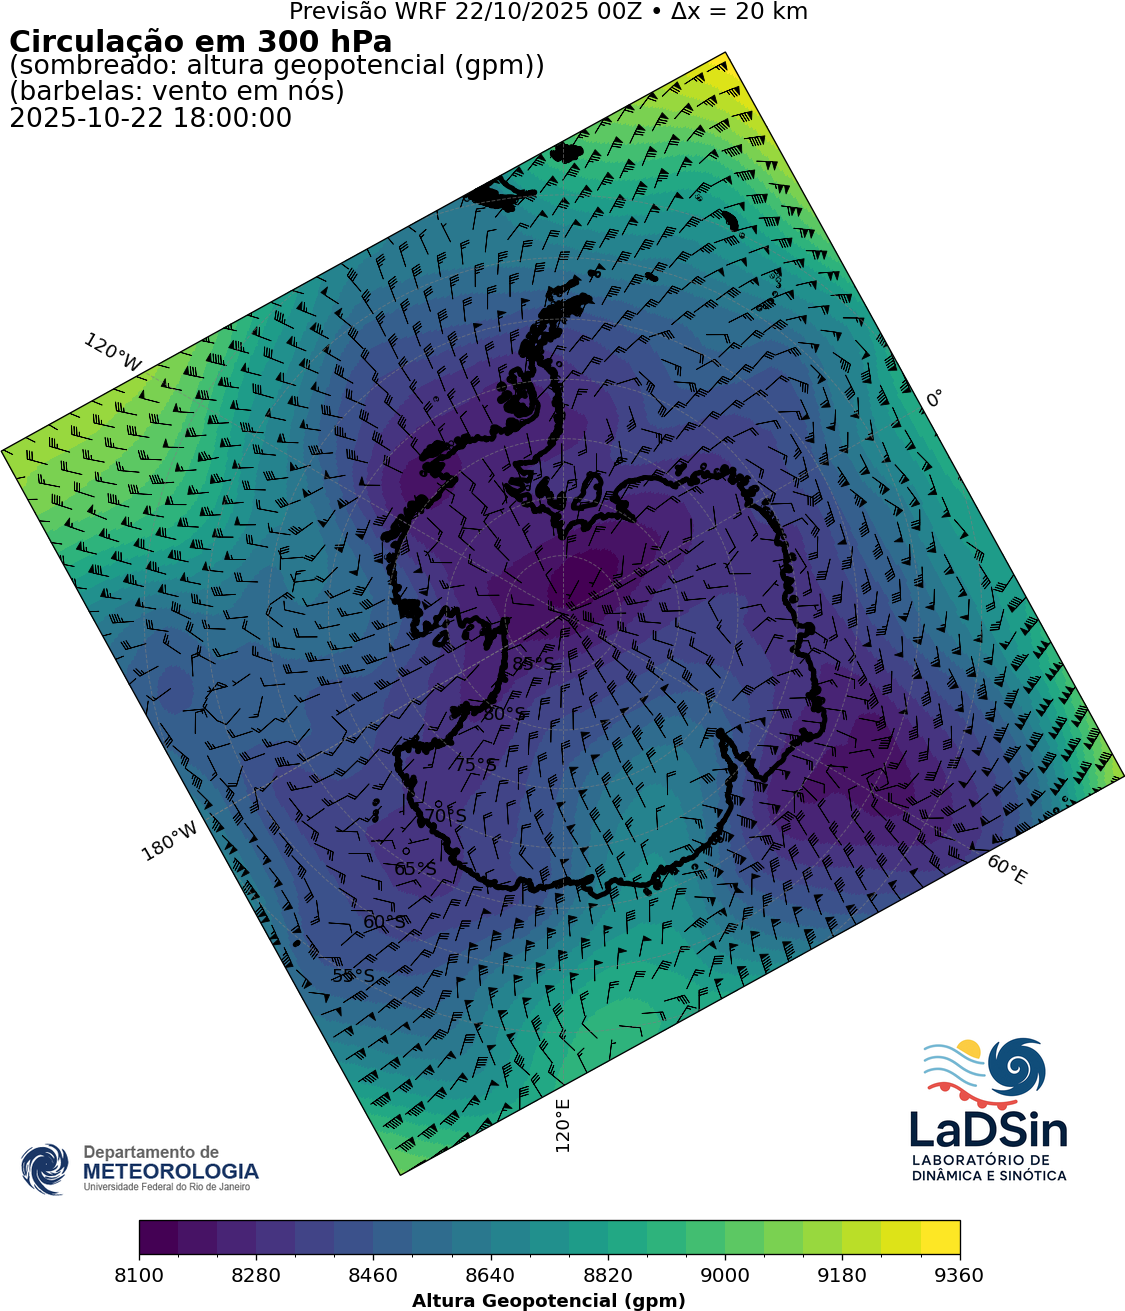 Previsão WRF 22/10/2025 00Z • Δx = 20 km
Circulação em 300 hPa
(sombreado: altura geopotencial (gpm))
(barbelas: vento em nós)
2025-10-22 18:00:00
120°W
0°
85°S
80°S
75°S
70°S
65°S
60°S
55°S
180°W
60°E
120°E
Departamento de
METEOROLOGIA
Universidade Federal do Rio de Janeiro
LaDSin
LABORATÓRIO DE
DINÂMICA E SINÓTICA
8100 8280 8460 8640 8820 9000 9180 9360
Altura Geopotencial (gpm)